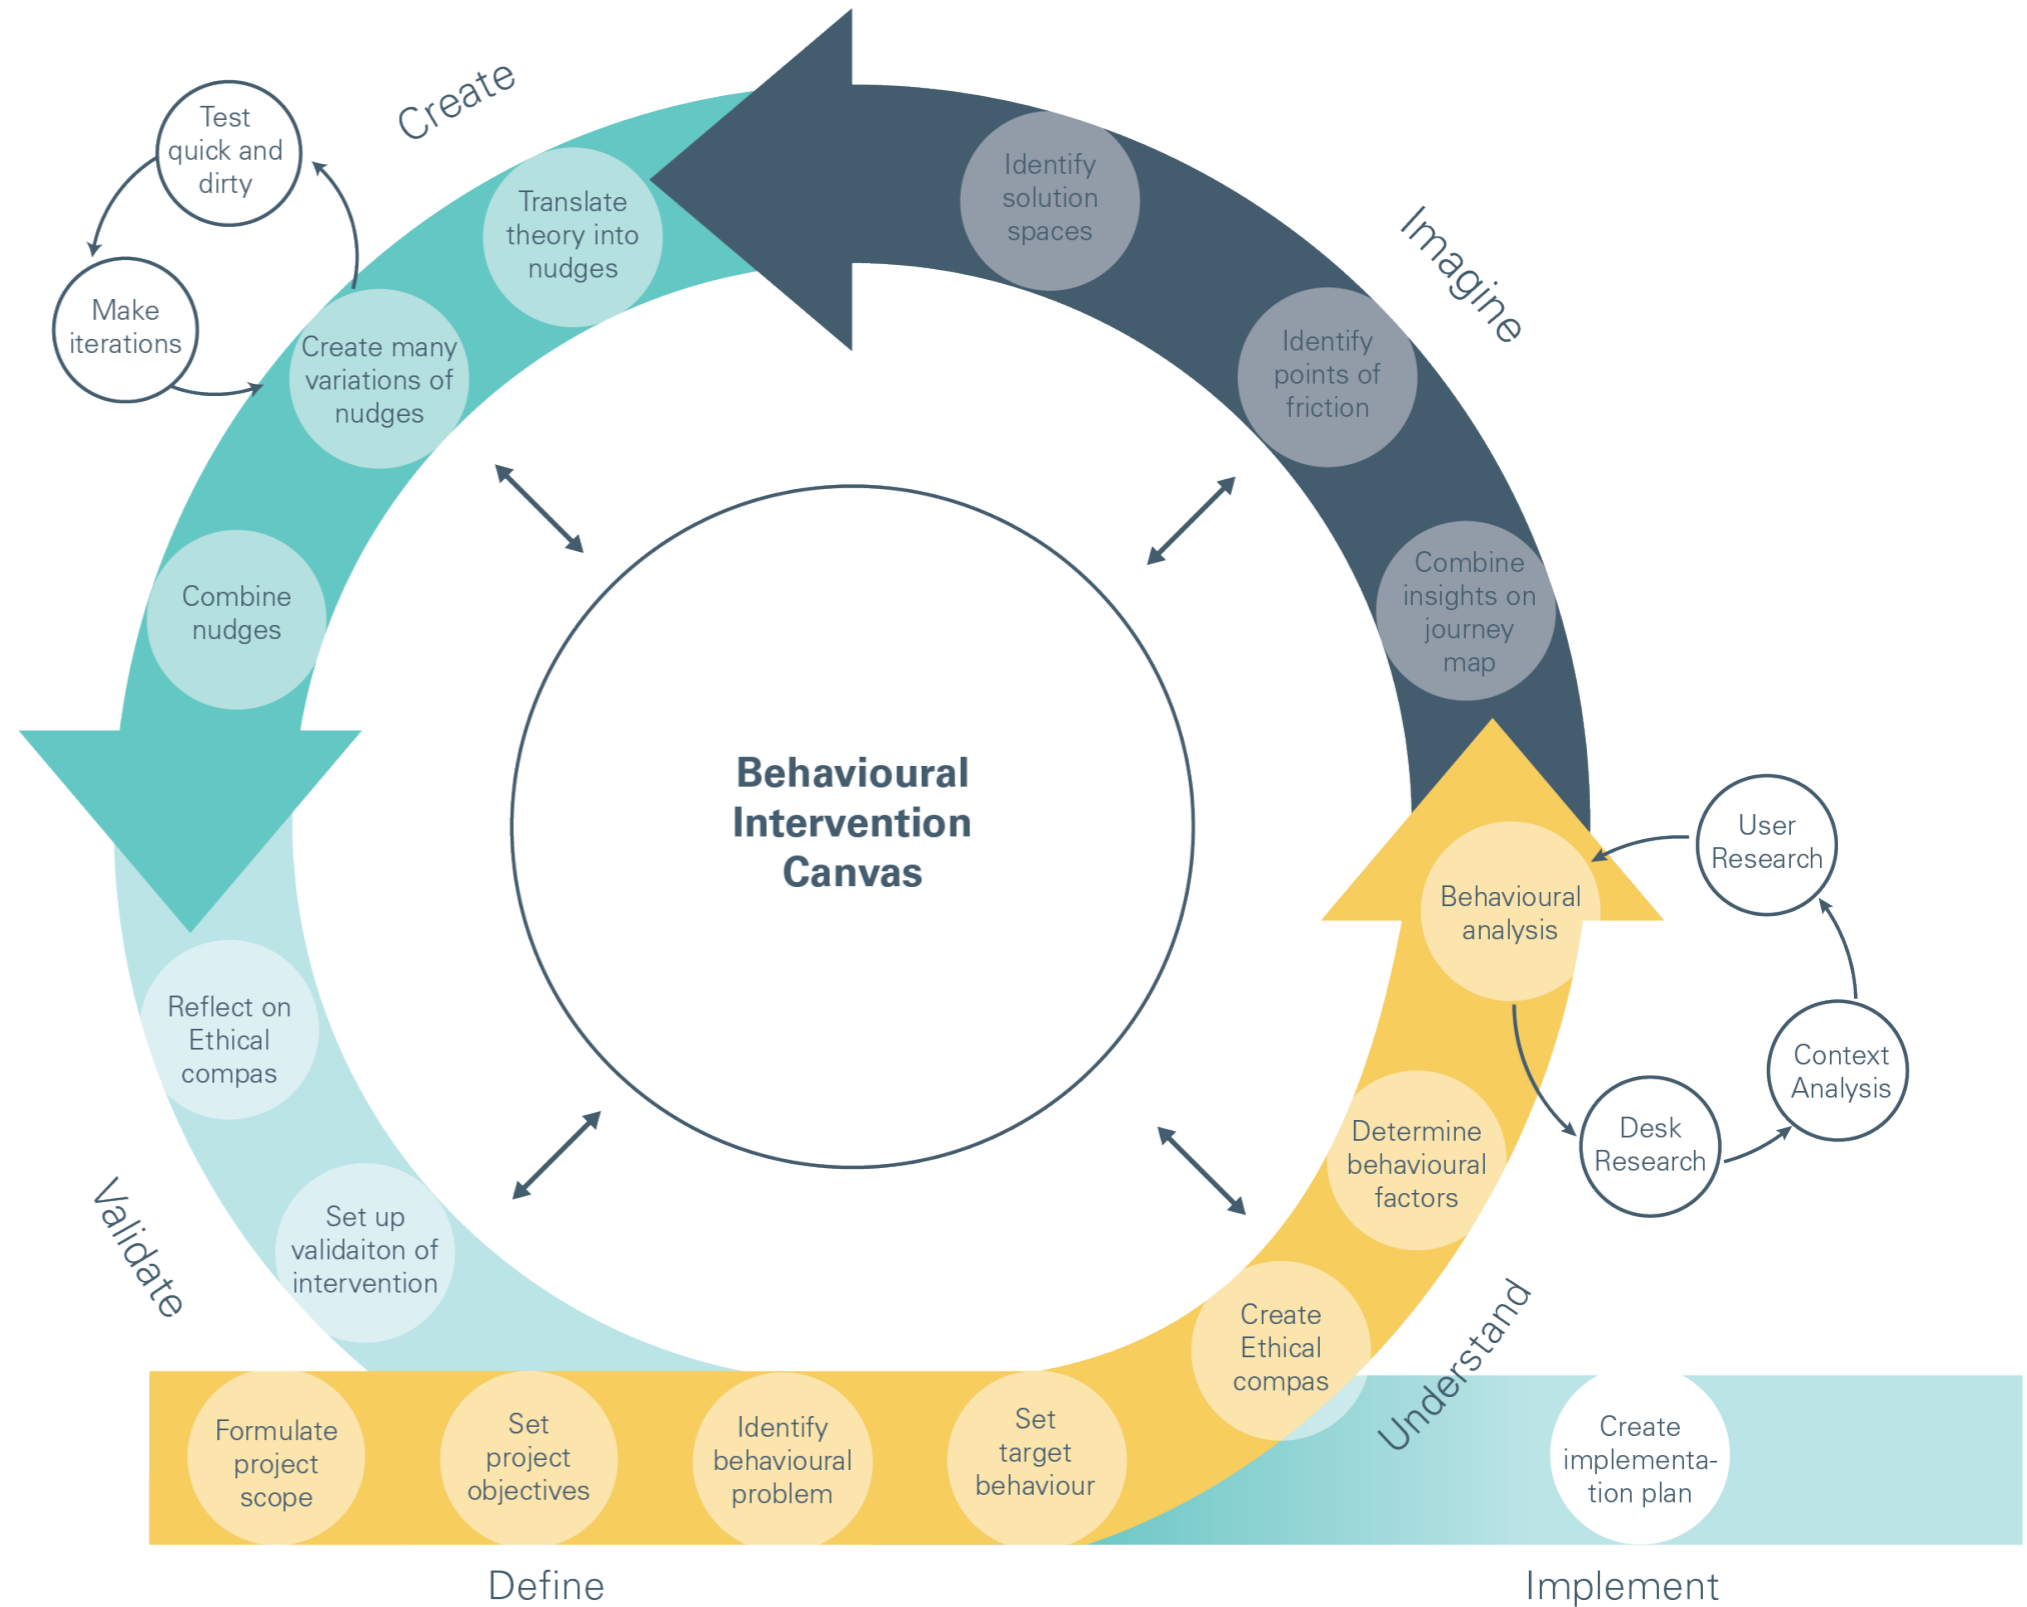 Create
Test
quick and
dirty
Make
iterations
Translate
theory into
nudges
Create many
variations of
nudges
Combine
nudges
Imagine
Identify
solution
spaces
Identify
points of
friction
Combine
insights on
journey
map
Behavioural
Intervention
Canvas
User
Research
Behavioural
analysis
Context
Analysis
Desk
Research
Determine
behavioural
factors
Create
Ethical
compas
Understand
Reflect on
Ethical
compas
Set up
validaiton of
intervention
Validate
Formulate
project
scope
Set
project
objectives
Identify
behavioural
problem
Set
target
behaviour
Create
implementa-
tion plan
Define
Implement